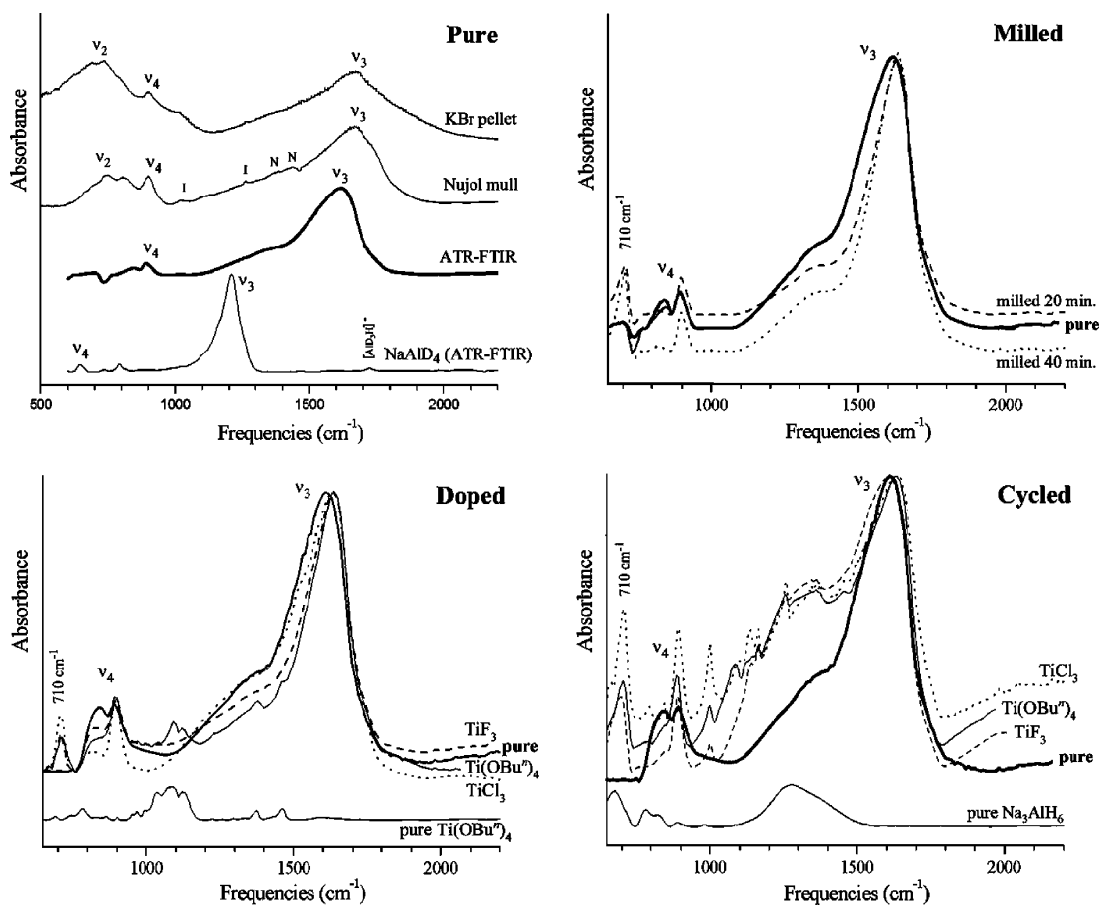 Pure
ν2
ν4
ν3
KBr pellet
ν2
ν4
I
I
N
N
ν3
Nujol mull
ν4
ν3
ATR-FTIR
ν4
ν3
[AlD3H]⁻
NaAlD4 (ATR-FTIR)
500
1000
1500
2000
Frequencies (cm⁻¹)
Absorbance
Milled
ν3
710 cm⁻¹
ν4
milled 20 min.
pure
milled 40 min.
1000
1500
2000
Frequencies (cm⁻¹)
Absorbance
Doped
ν3
710 cm⁻¹
ν4
TiF3
pure
Ti(OBuⁿ)4
TiCl3
pure Ti(OBuⁿ)4
1000
1500
2000
Frequencies (cm⁻¹)
Absorbance
Cycled
ν3
710 cm⁻¹
ν4
TiCl3
Ti(OBuⁿ)4
TiF3
pure
pure Na3AlH6
1000
1500
2000
Frequencies (cm⁻¹)
Absorbance